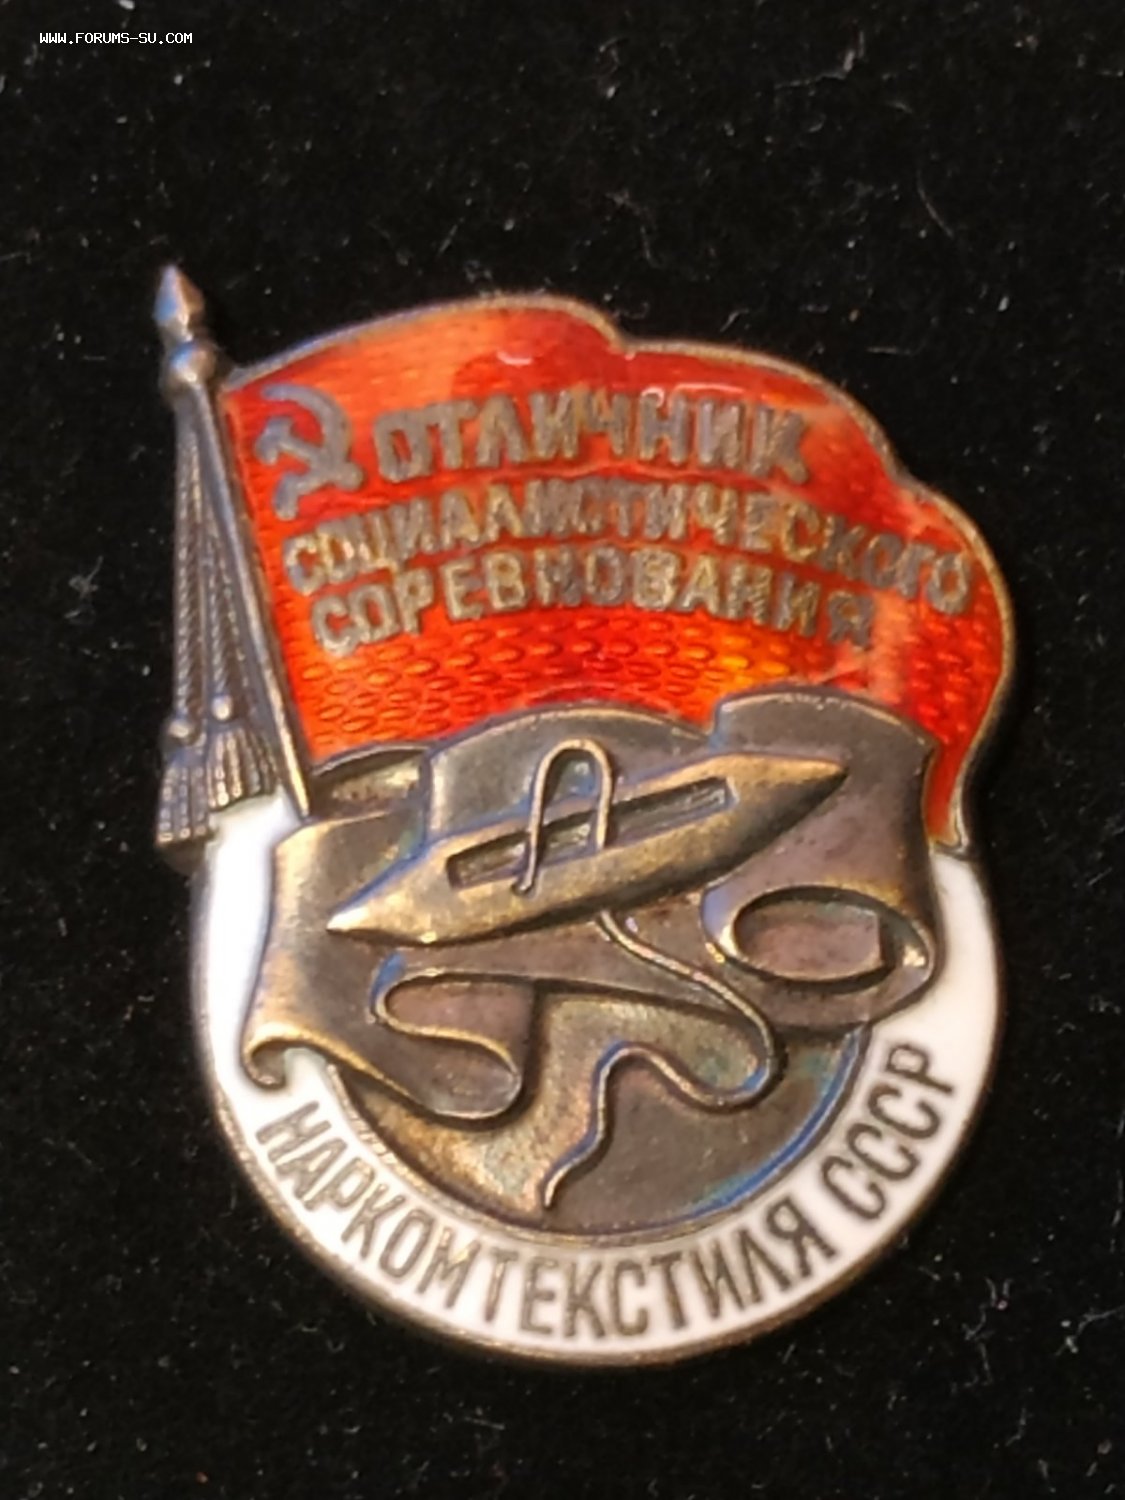 WWW.FORUMS-SU.COM
ОТЛИЧНИК
СОЦИАЛИСТИЧЕСКОГО
СОРЕВНОВАНИЯ
НАРКОМТЕКСТИЛЯ СССР